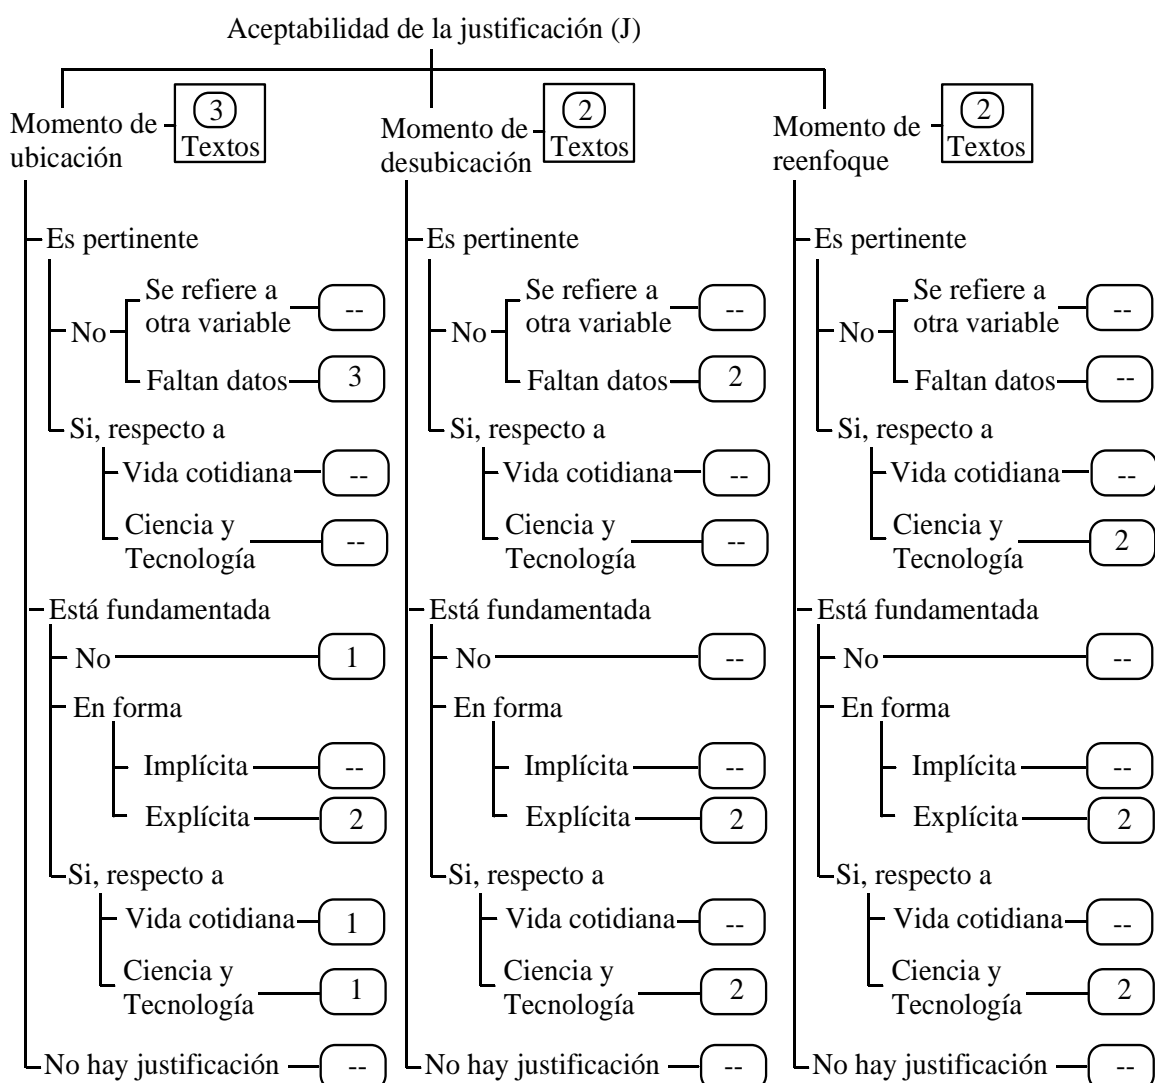 Aceptabilidad de la justificación (J)
Momento de
ubicación
3
Textos
Es pertinente
No
Se refiere a
otra variable
--
Faltan datos
3
Si, respecto a
Vida cotidiana
--
Ciencia y
Tecnología
--
Está fundamentada
No
1
En forma
Implícita
--
Explícita
2
Si, respecto a
Vida cotidiana
1
Ciencia y
Tecnología
1
No hay justificación
--
Momento de
desubicación
2
Textos
Es pertinente
No
Se refiere a
otra variable
--
Faltan datos
2
Si, respecto a
Vida cotidiana
--
Ciencia y
Tecnología
--
Está fundamentada
No
--
En forma
Implícita
--
Explícita
2
Si, respecto a
Vida cotidiana
--
Ciencia y
Tecnología
2
No hay justificación
--
Momento de
reenfoque
2
Textos
Es pertinente
No
Se refiere a
otra variable
--
Faltan datos
--
Si, respecto a
Vida cotidiana
--
Ciencia y
Tecnología
2
Está fundamentada
No
--
En forma
Implícita
--
Explícita
2
Si, respecto a
Vida cotidiana
--
Ciencia y
Tecnología
2
No hay justificación
--